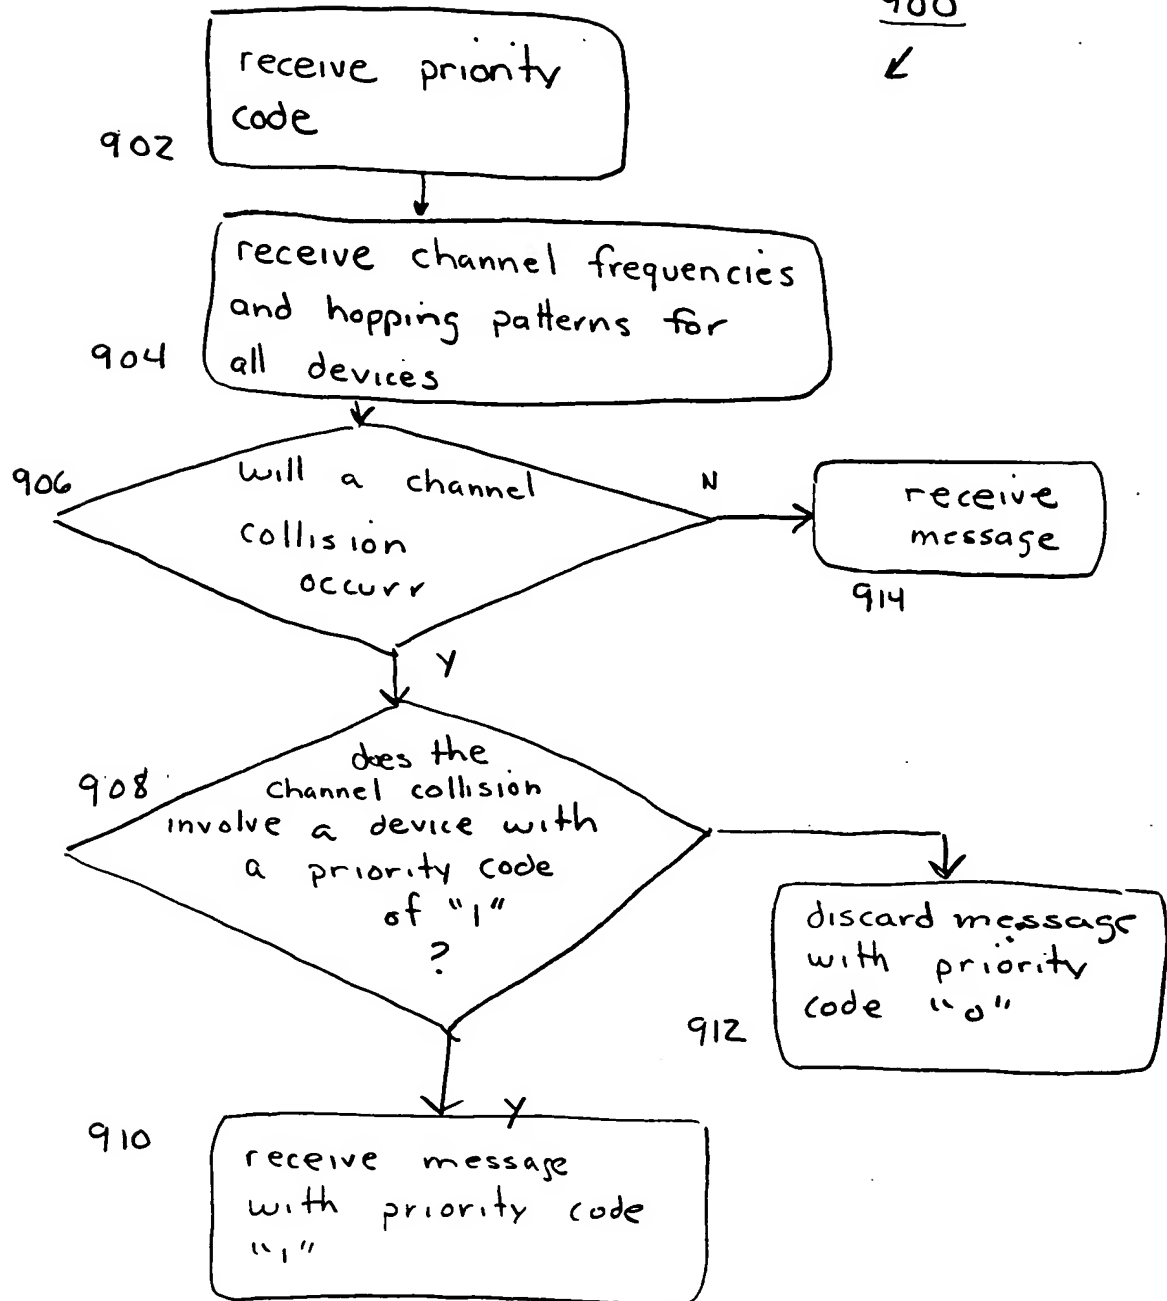 900
receive priority
code
902
receive channel frequencies
and hopping patterns for
all devices
904
906
will a channel
collision
occurr
N
receive
message
914
Y
908
does the
channel collision
involve a device with
a priority code
of "1"
?
discard message
with priority
code "0"
912
Y
910
receive message
with priority code
"1"